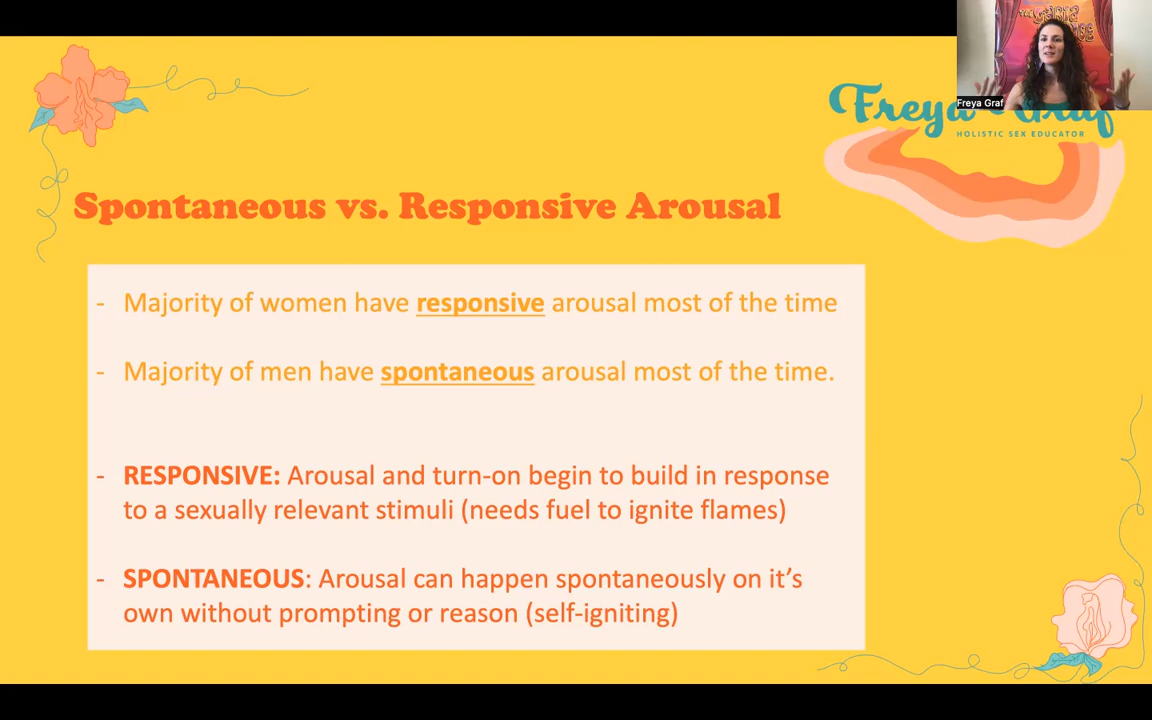 Freya Graf
Freya Graf
HOLISTIC SEX EDUCATOR
Spontaneous vs. Responsive Arousal
- Majority of women have responsive arousal most of the time
- Majority of men have spontaneous arousal most of the time.
- RESPONSIVE: Arousal and turn-on begin to build in response
to a sexually relevant stimuli (needs fuel to ignite flames)
- SPONTANEOUS: Arousal can happen spontaneously on it's
own without prompting or reason (self-igniting)